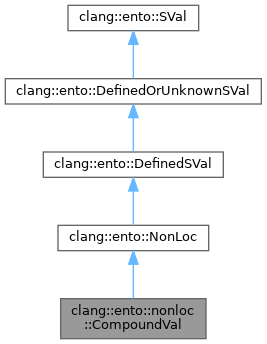 clang::ento::SVal
clang::ento::DefinedOrUnknownSVal
clang::ento::DefinedSVal
clang::ento::NonLoc
clang::ento::nonloc
::CompoundVal